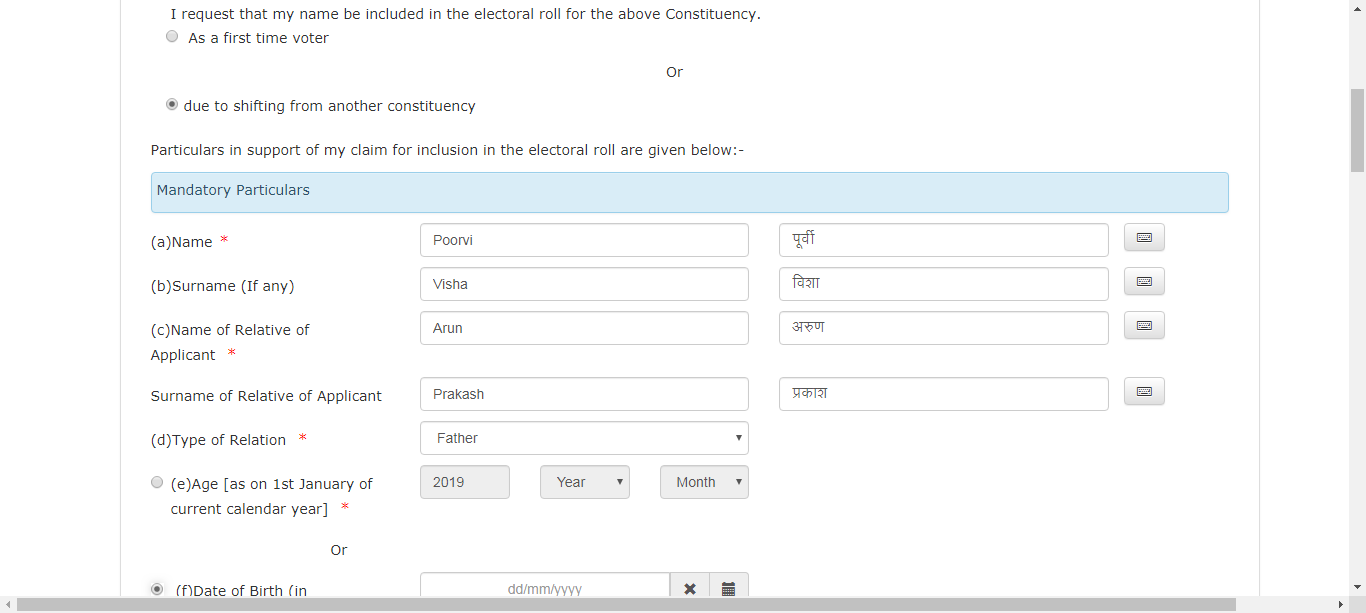 I request that my name be included in the electoral roll for the above Constituency.
As a first time voter
Or
due to shifting from another constituency
Particulars in support of my claim for inclusion in the electoral roll are given below:-
Mandatory Particulars
(a)Name * Poorvi पूर्वी
(b)Surname (If any) Visha विशा
(c)Name of Relative of Arun अरुण
Applicant *
Surname of Relative of Applicant Prakash प्रकाश
(d)Type of Relation * Father
(e)Age [as on 1st January of 2019 Year Month
current calendar year] *
Or
(f)Date of Birth (in dd/mm/yyyy